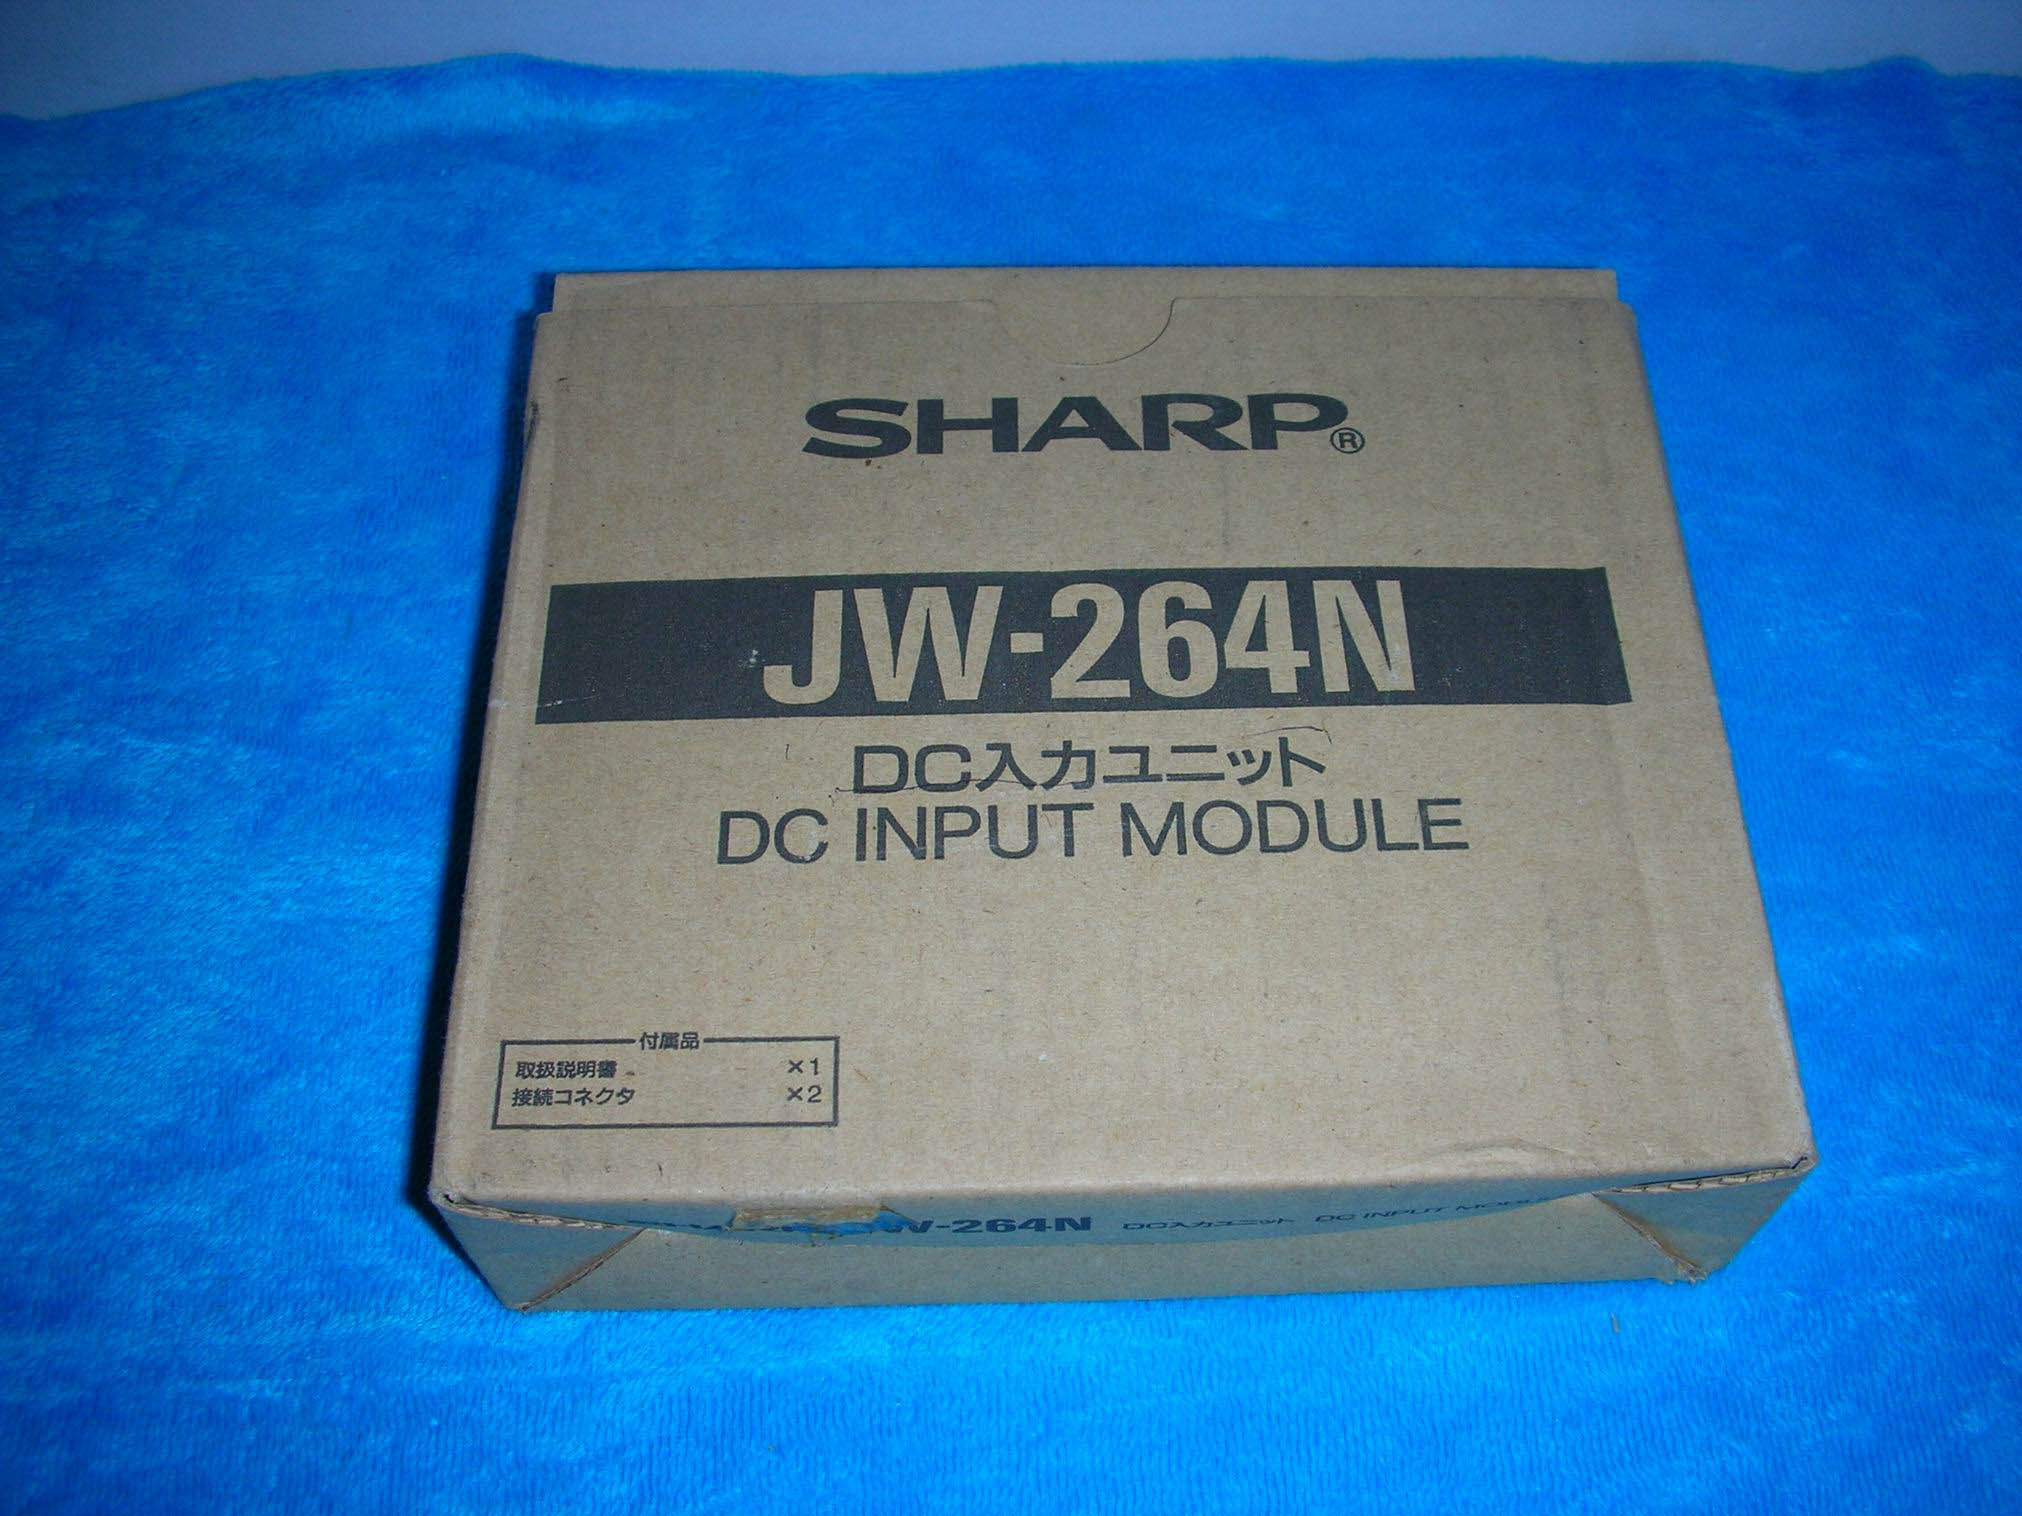 SHARP®
JW-264N
DC入力ユニット
DC INPUT MODULE
付属品
取扱説明書 ×1
接続コネクタ ×2
W-264N DC入力ユニット DC INPUT